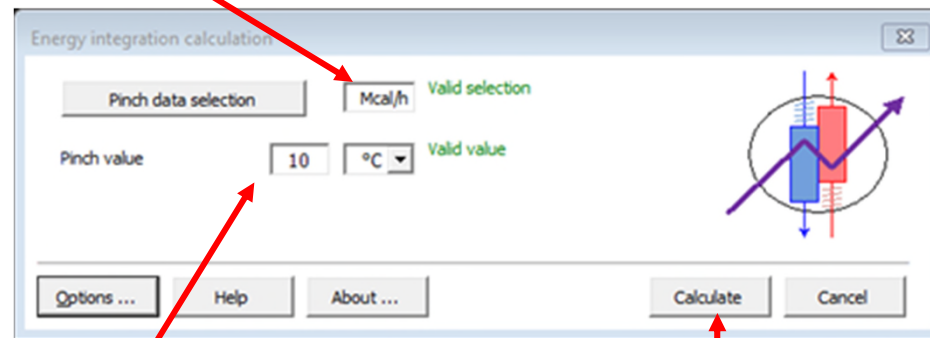 Energy integration calculation
Pinch data selection Mcal/h Valid selection
Pinch value 10 °C Valid value
Options ... Help About ... Calculate Cancel